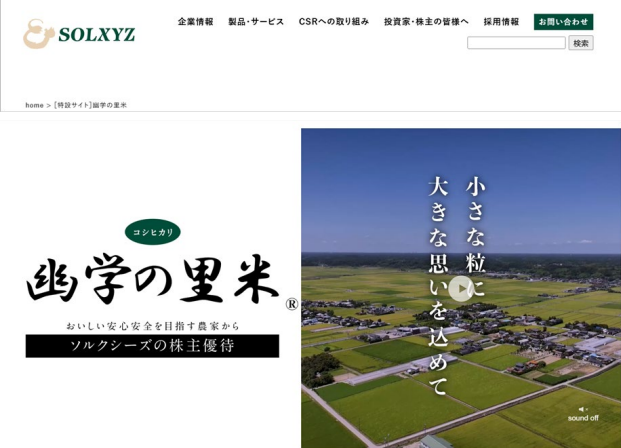 SOLXYZ
企業情報 製品・サービス CSRへの取り組み 投資家・株主の皆様へ 採用情報 お問い合わせ
検索
home > [特設サイト]幽学の里米
コシヒカリ
幽学の里米®
おいしい安心安全を目指す農家から
ソルクシーズの株主優待
小さな粒に
大きな思いを込めて
sound off